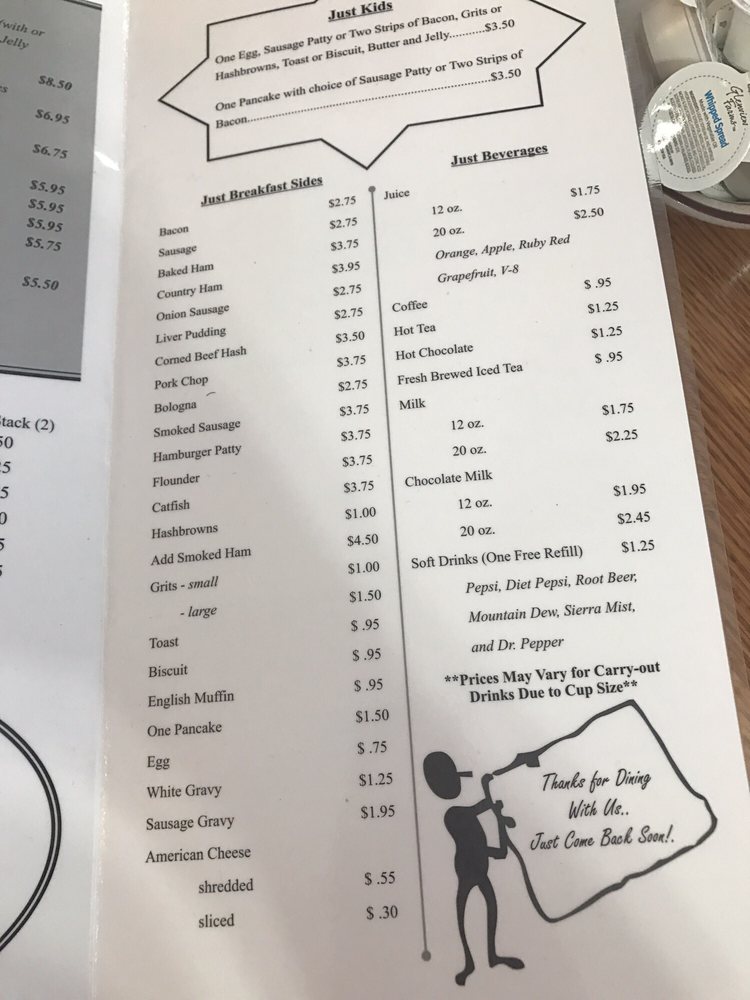 (with or
Jelly
$8.50
$6.95
$6.75
$5.95
$5.95
$5.95
$5.75
$5.50
tack (2)
Just Kids
One Egg, Sausage Patty or Two Strips of Bacon, Grits or
Hashbrowns, Toast or Biscuit, Butter and Jelly..........$3.50
One Pancake with choice of Sausage Patty or Two Strips of
Bacon..................................................................$3.50
Just Breakfast Sides
Bacon $2.75
Sausage $2.75
Baked Ham $3.75
Country Ham $3.95
Onion Sausage $2.75
Liver Pudding $2.75
Corned Beef Hash $3.50
Pork Chop $3.75
Bologna $2.75
Smoked Sausage $3.75
Hamburger Patty $3.75
Flounder $3.75
Catfish $3.75
Hashbrowns $1.00
Add Smoked Ham $4.50
Grits - small $1.00
- large $1.50
Toast $ .95
Biscuit $ .95
English Muffin $ .95
One Pancake $1.50
Egg $ .75
White Gravy $1.25
Sausage Gravy $1.95
American Cheese
shredded $ .55
sliced $ .30
Just Beverages
Juice
12 oz. $1.75
20 oz. $2.50
Orange, Apple, Ruby Red
Grapefruit, V-8
Coffee $ .95
Hot Tea $1.25
Hot Chocolate $1.25
Fresh Brewed Iced Tea $ .95
Milk
12 oz. $1.75
20 oz. $2.25
Chocolate Milk
12 oz. $1.95
20 oz. $2.45
Soft Drinks (One Free Refill) $1.25
Pepsi, Diet Pepsi, Root Beer,
Mountain Dew, Sierra Mist,
and Dr. Pepper
**Prices May Vary for Carry-out
Drinks Due to Cup Size**
Thanks for Dining
With Us..
Just Come Back Soon!.
Glenview
Farms
Whipped Spread